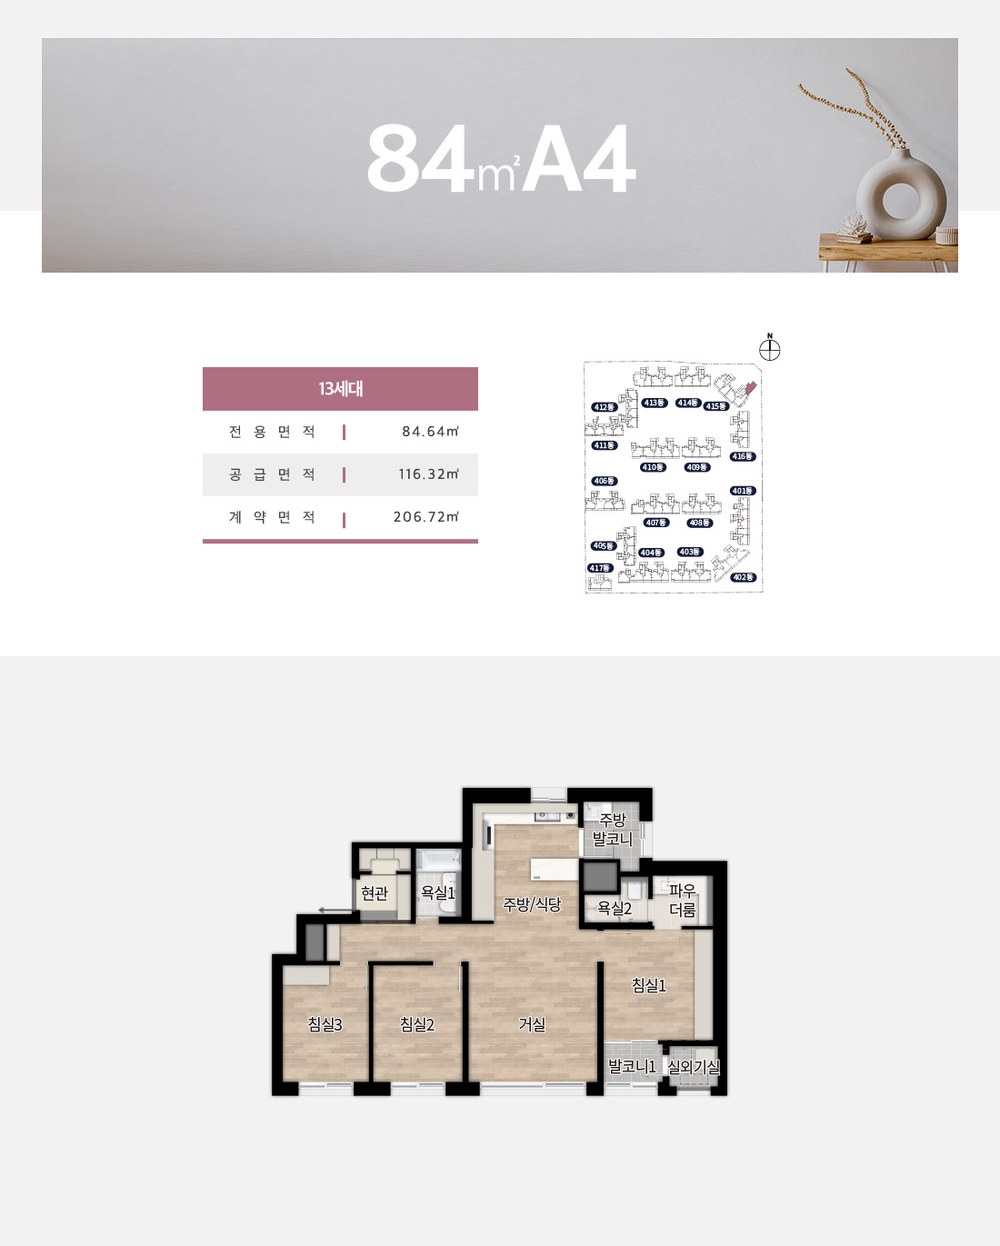 84㎡A4
13세대
전용면적 84.64㎡
공급면적 116.32㎡
계약면적 206.72㎡
N
412동
413동
414동
415동
411동
416동
410동
409동
406동
401동
407동
408동
405동
404동
403동
417동
402동
주방
발코니
현관
욕실1
주방/식당
욕실2
파우
더룸
침실1
침실3
침실2
거실
발코니1
실외기실